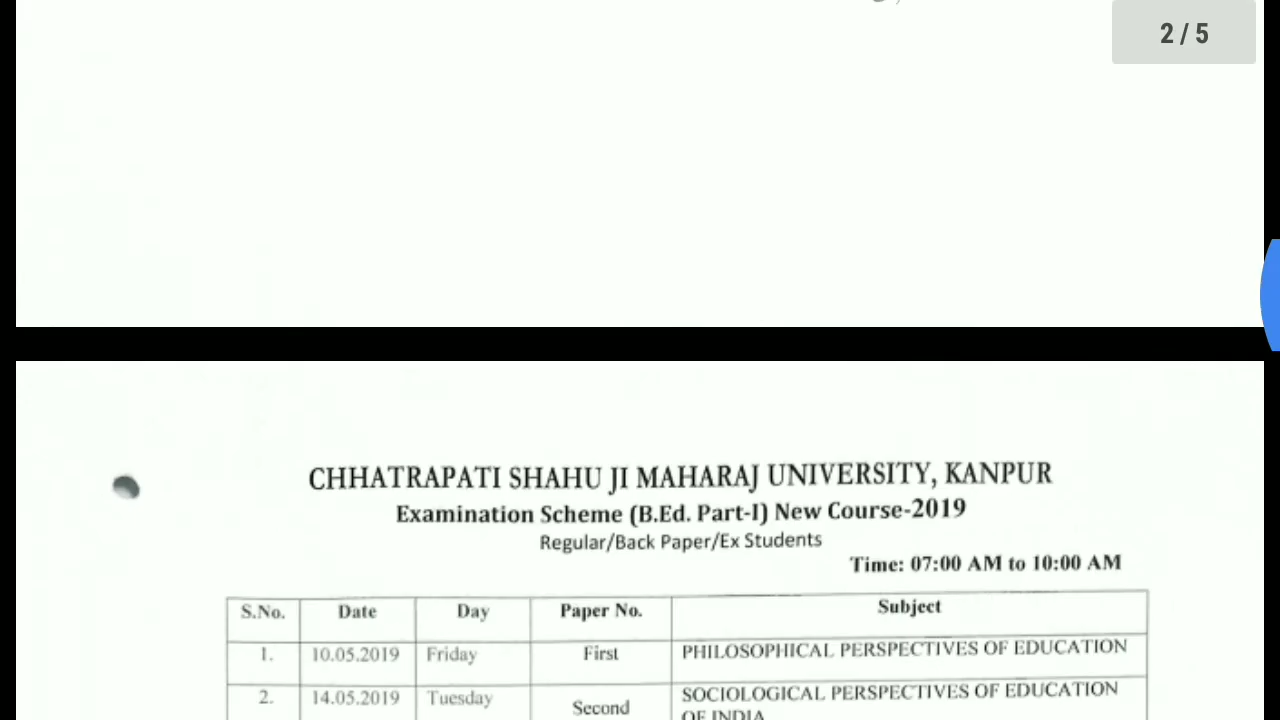 2 / 5
CHHATRAPATI SHAHU JI MAHARAJ UNIVERSITY, KANPUR
Examination Scheme (B.Ed. Part-I) New Course-2019
Regular/Back Paper/Ex Students
Time: 07:00 AM to 10:00 AM
S.No. Date Day Paper No. Subject
1. 10.05.2019 Friday First PHILOSOPHICAL PERSPECTIVES OF EDUCATION
2. 14.05.2019 Tuesday Second SOCIOLOGICAL PERSPECTIVES OF EDUCATION
OF INDIA